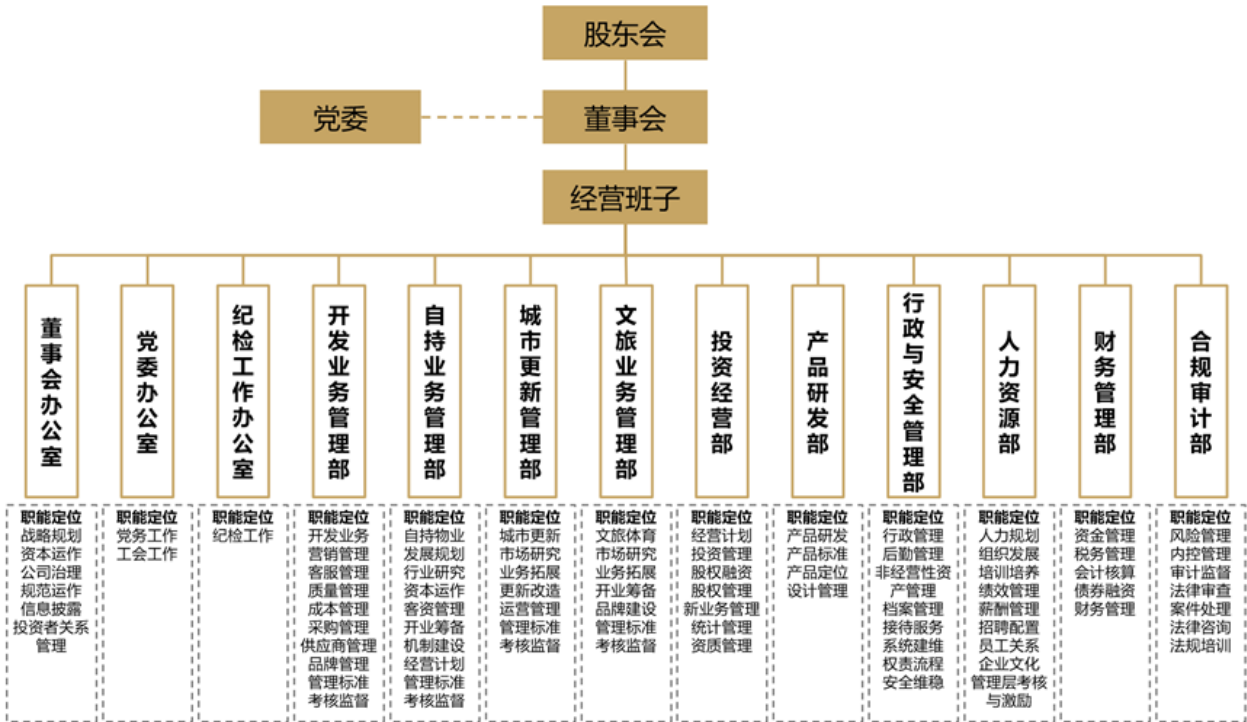 股东会
党委
董事会
经营班子
董事会办公室
党委办公室
纪检工作办公室
开发业务管理部
自持业务管理部
城市更新管理部
文旅业务管理部
投资经营部
产品研发部
行政与安全管理部
人力资源部
财务管理部
合规审计部
职能定位
战略规划
资本运作
公司治理
规范运作
信息披露
投资者关系
管理
职能定位
党务工作
工会工作
职能定位
纪检工作
职能定位
开发业务
营销管理
客服管理
质量管理
成本管理
采购管理
供应商管理
品牌管理
管理标准
考核监督
职能定位
自持物业
发展规划
行业研究
资本运作
客资管理
开业筹备
机制建设
经营计划
管理标准
考核监督
职能定位
城市更新
市场研究
业务拓展
更新改造
运营管理
管理标准
考核监督
职能定位
文旅体育
市场研究
业务拓展
开业筹备
品牌建设
管理标准
考核监督
职能定位
经营计划
投资管理
股权融资
股权管理
新业务管理
统计管理
资质管理
职能定位
产品研发
产品标准
产品定位
设计管理
职能定位
行政管理
后勤管理
非经营性资
产管理
档案管理
接待服务
系统建维
权责流程
安全维稳
职能定位
人力规划
组织发展
培训培养
绩效管理
薪酬管理
招聘配置
员工关系
企业文化
管理层考核
与激励
职能定位
资金管理
税务管理
会计核算
债券融资
财务管理
职能定位
风险管理
内控管理
审计监督
法律审查
案件处理
法律咨询
法规培训